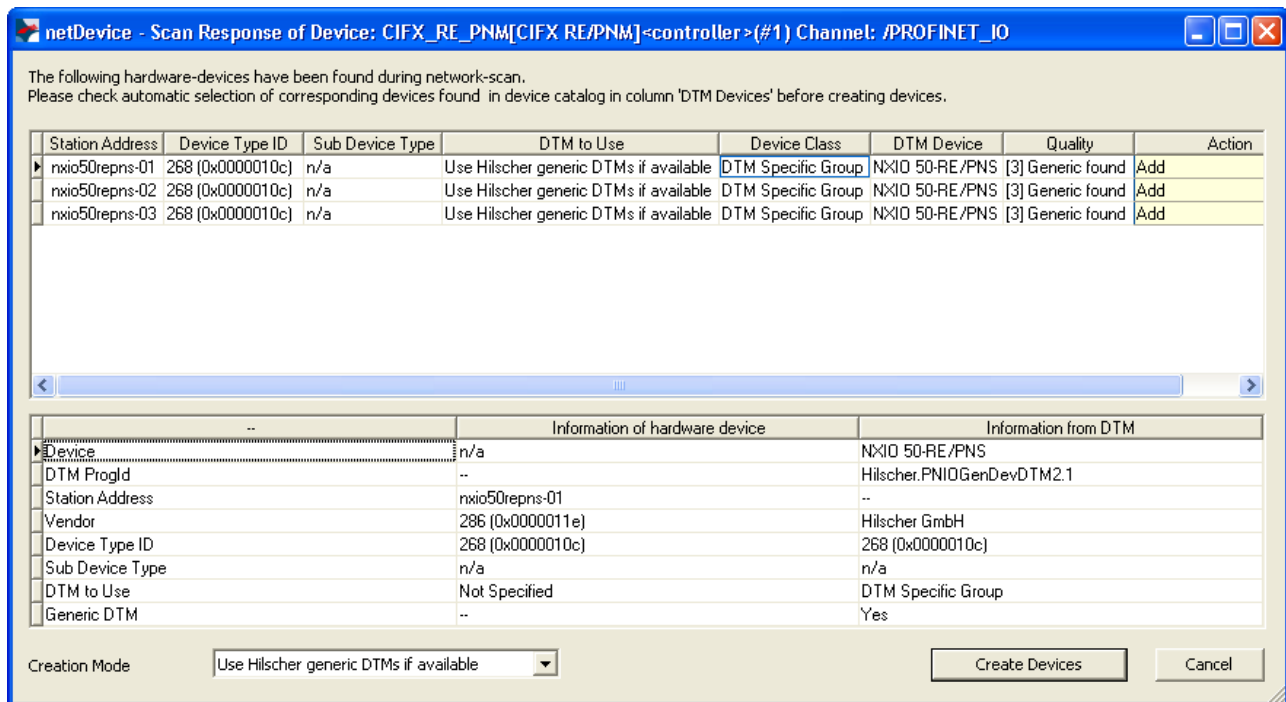 netDevice - Scan Response of Device: CIFX_RE_PNM[CIFX RE/PNM]<controller>(#1) Channel: /PROFINET_IO
The following hardware-devices have been found during network-scan.
Please check automatic selection of corresponding devices found in device catalog in column 'DTM Devices' before creating devices.
Station Address Device Type ID Sub Device Type DTM to Use Device Class DTM Device Quality Action
nxio50repns-01 268 (0x0000010c) n/a Use Hilscher generic DTMs if available DTM Specific Group NXIO 50-RE/PNS [3] Generic found Add
nxio50repns-02 268 (0x0000010c) n/a Use Hilscher generic DTMs if available DTM Specific Group NXIO 50-RE/PNS [3] Generic found Add
nxio50repns-03 268 (0x0000010c) n/a Use Hilscher generic DTMs if available DTM Specific Group NXIO 50-RE/PNS [3] Generic found Add
-- Information of hardware device Information from DTM
Device n/a NXIO 50-RE/PNS
DTM ProgId -- Hilscher.PNIOGenDevDTM2.1
Station Address nxio50repns-01 --
Vendor 286 (0x0000011e) Hilscher GmbH
Device Type ID 268 (0x0000010c) 268 (0x0000010c)
Sub Device Type n/a n/a
DTM to Use Not Specified DTM Specific Group
Generic DTM -- Yes
Creation Mode Use Hilscher generic DTMs if available Create Devices Cancel